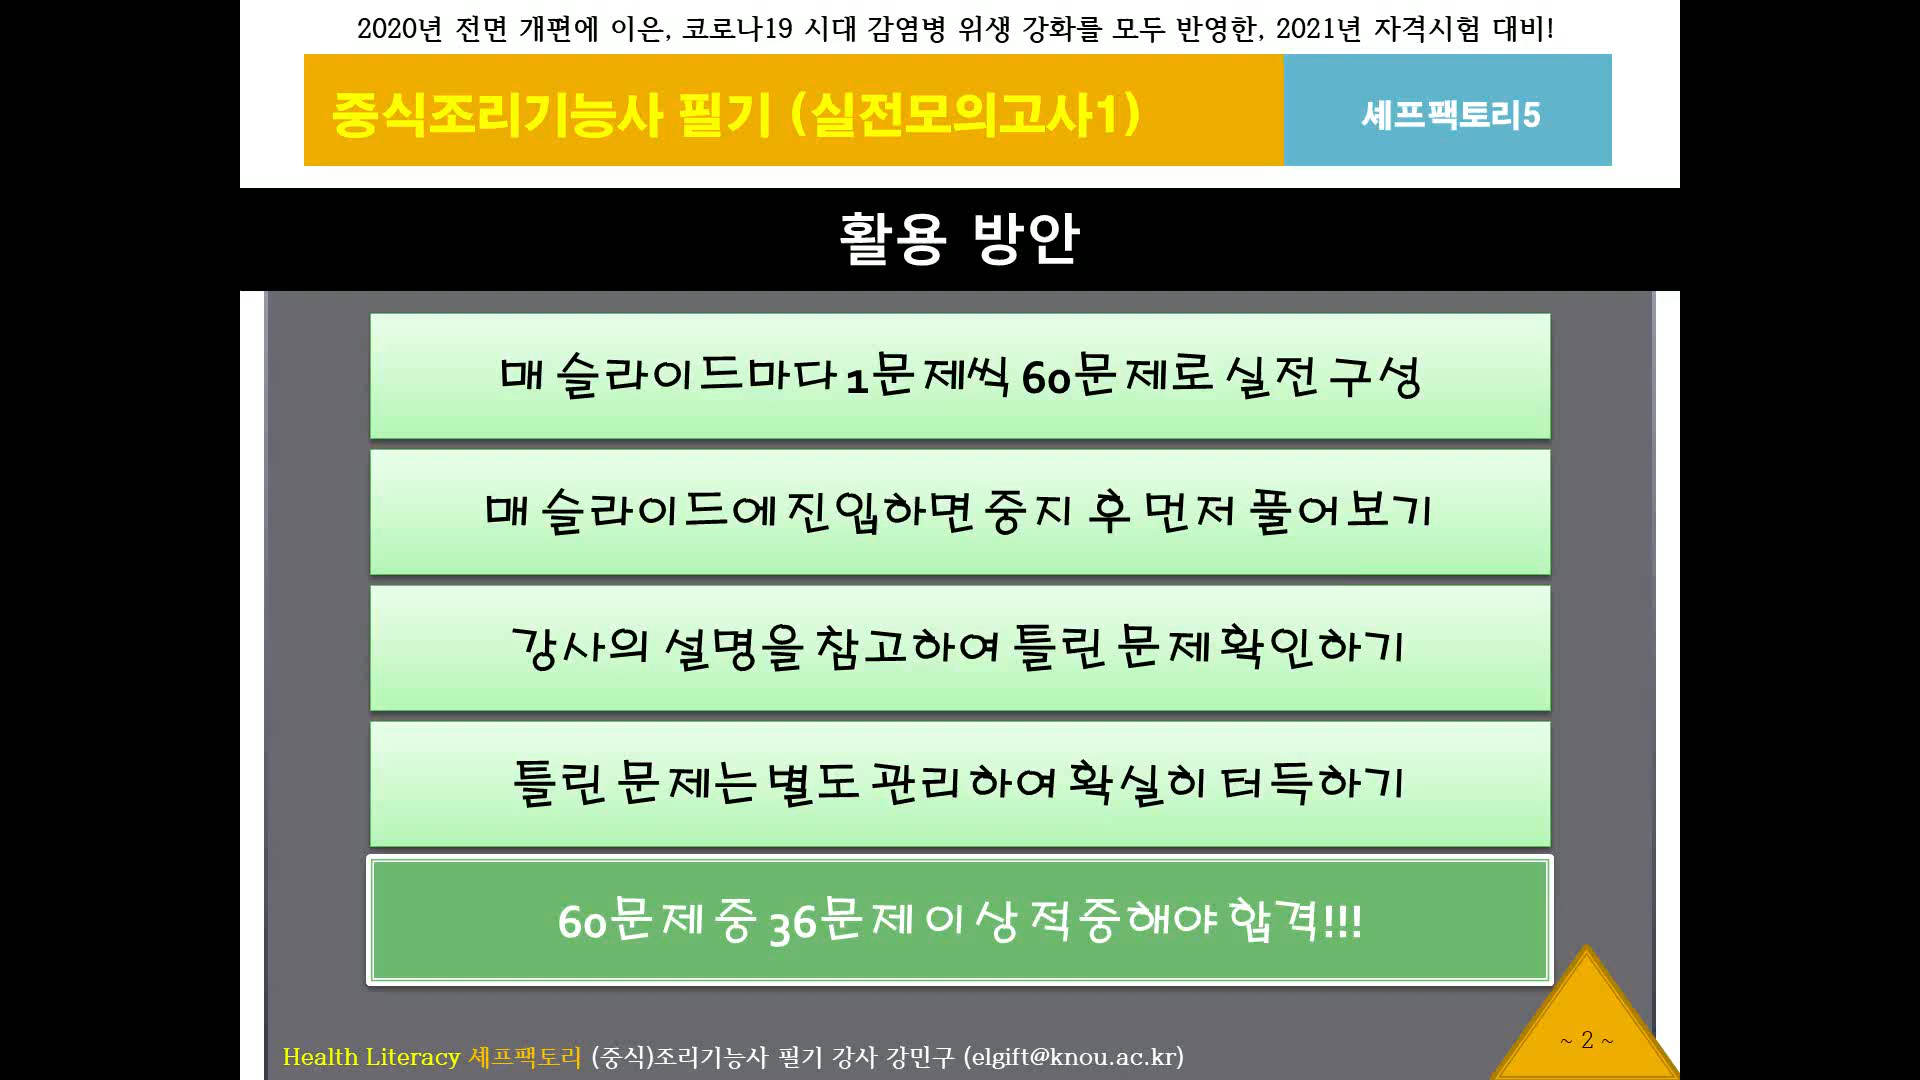 2020년 전면 개편에 이은, 코로나19 시대 감염병 위생 강화를 모두 반영한, 2021년 자격시험 대비!
중식조리기능사 필기 (실전모의고사1)
셰프팩토리5
활용 방안
매 슬라이드마다 1문제씩 60문제로 실전 구성
매 슬라이드에 진입하면 중지 후 먼저 풀어보기
강사의 설명을 참고하여 틀린 문제 확인하기
틀린 문제는 별도 관리하여 확실히 터득하기
60문제 중 36문제 이상 적중해야 합격!!!
Health Literacy 셰프팩토리 (중식)조리기능사 필기 강사 강민구 (elgift@knou.ac.kr)
~ 2 ~